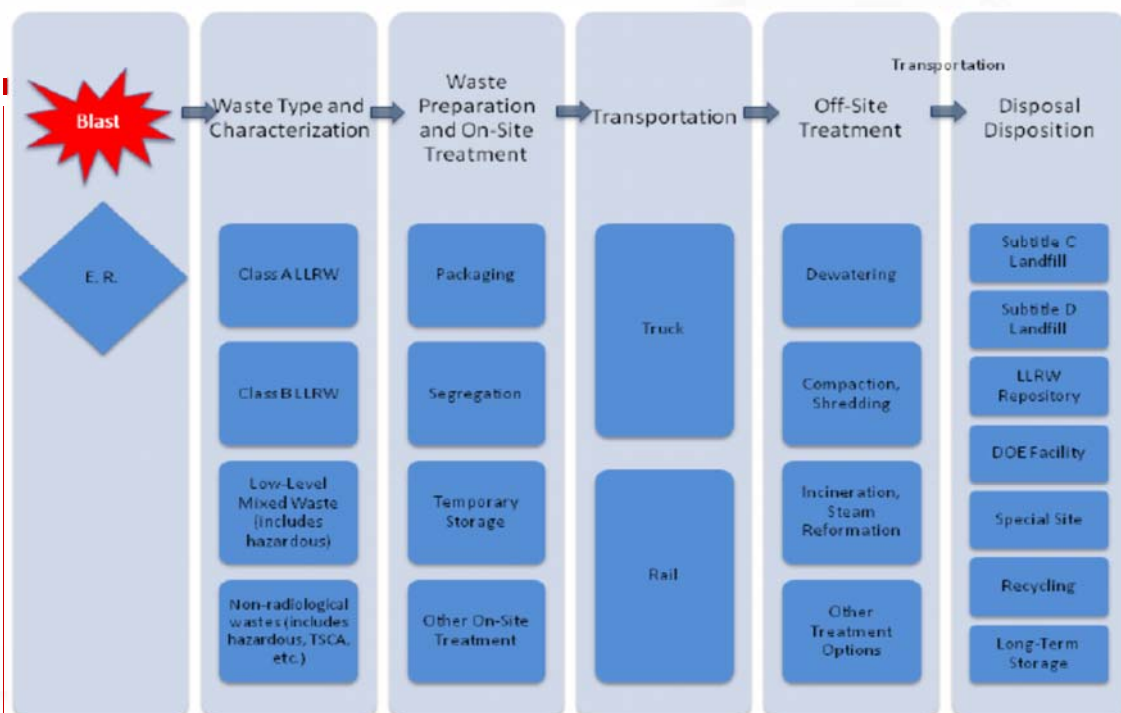 Blast
E. R.
Waste Type and
Characterization
Class A LLRW
Class B LLRW
Low-Level
Mixed Waste
(includes
hazardous)
Non-radiological
wastes (includes
hazardous, TSCA,
etc.)
Waste
Preparation
and On-Site
Treatment
Packaging
Segregation
Temporary
Storage
Other On-Site
Treatment
Transportation
Truck
Rail
Off-Site
Treatment
Dewatering
Compaction,
Shredding
Incineration,
Steam
Reformation
Other
Treatment
Options
Transportation
Disposal
Disposition
Subtitle C
Landfill
Subtitle D
Landfill
LLRW
Repository
DOE Facility
Special Site
Recycling
Long-Term
Storage